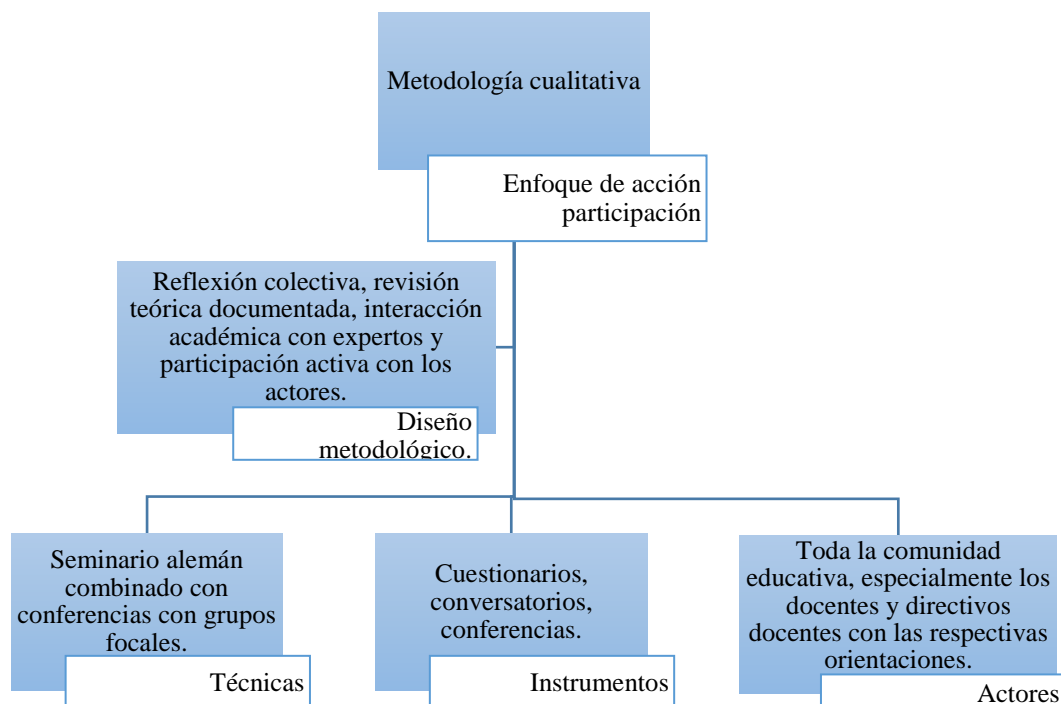 Metodología cualitativa
Enfoque de acción
participación
Reflexión colectiva, revisión
teórica documentada, interacción
académica con expertos y
participación activa con los
actores.
Diseño
metodológico.
Seminario alemán
combinado con
conferencias con grupos
focales.
Técnicas
Cuestionarios,
conversatorios,
conferencias.
Instrumentos
Toda la comunidad
educativa, especialmente los
docentes y directivos
docentes con las respectivas
orientaciones.
Actores